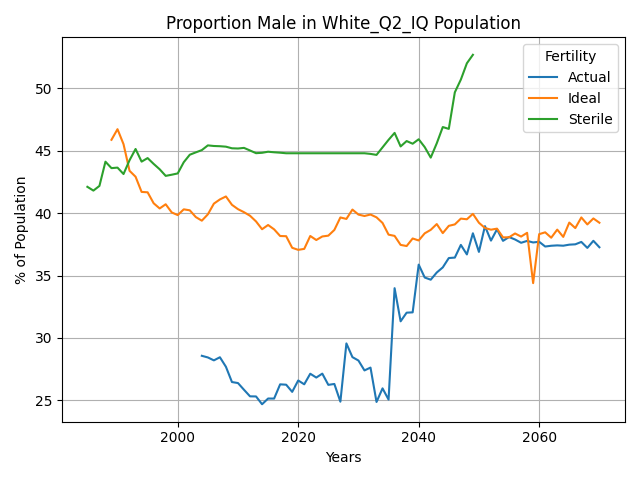 Proportion Male in White_Q2_IQ Population
Fertility
Actual
Ideal
Sterile
% of Population
50
45
40
35
30
25
2000
2020
2040
2060
Years